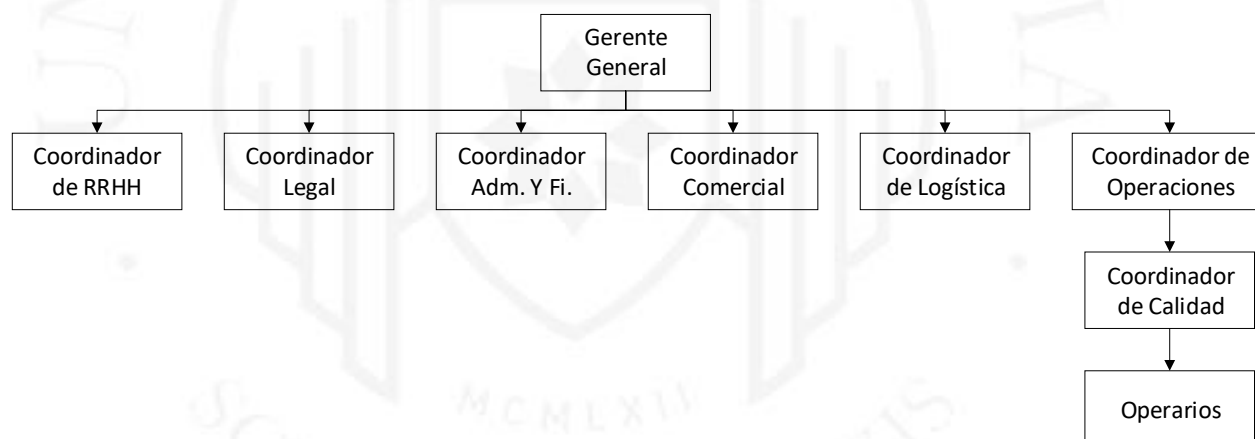 Gerente
General
Coordinador
de RRHH
Coordinador
Legal
Coordinador
Adm. Y Fi.
Coordinador
Comercial
Coordinador
de Logística
Coordinador de
Operaciones
Coordinador
de Calidad
Operarios
MCMLXII